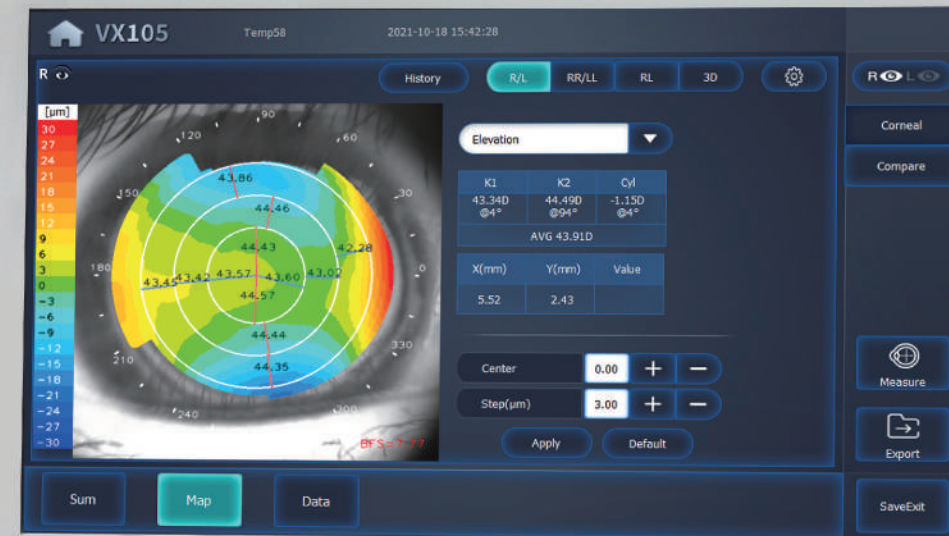 VX105 Temp58 2021-10-18 15:42:28
R
History R/L RR/LL RL 3D
R L
Corneal
Compare
Measure
Export
SaveExit
[μm]
30
27
24
21
18
15
12
9
6
3
0
-3
-6
-9
-12
-15
-18
-21
-24
-27
-30
90
120 60
150 30
180 0
210 330
240 300
43.86
44.46
44.43 42.28
43.45 43.42 43.57 43.60 43.02
44.57
44.44
44.35
BFS=7.77
Elevation
K1 K2 Cyl
43.34D 44.49D -1.15D
@4° @94° @4°
AVG 43.91D
X(mm) Y(mm) Value
5.52 2.43
Center 0.00 + −
Step(μm) 3.00 + −
Apply Default
Sum Map Data